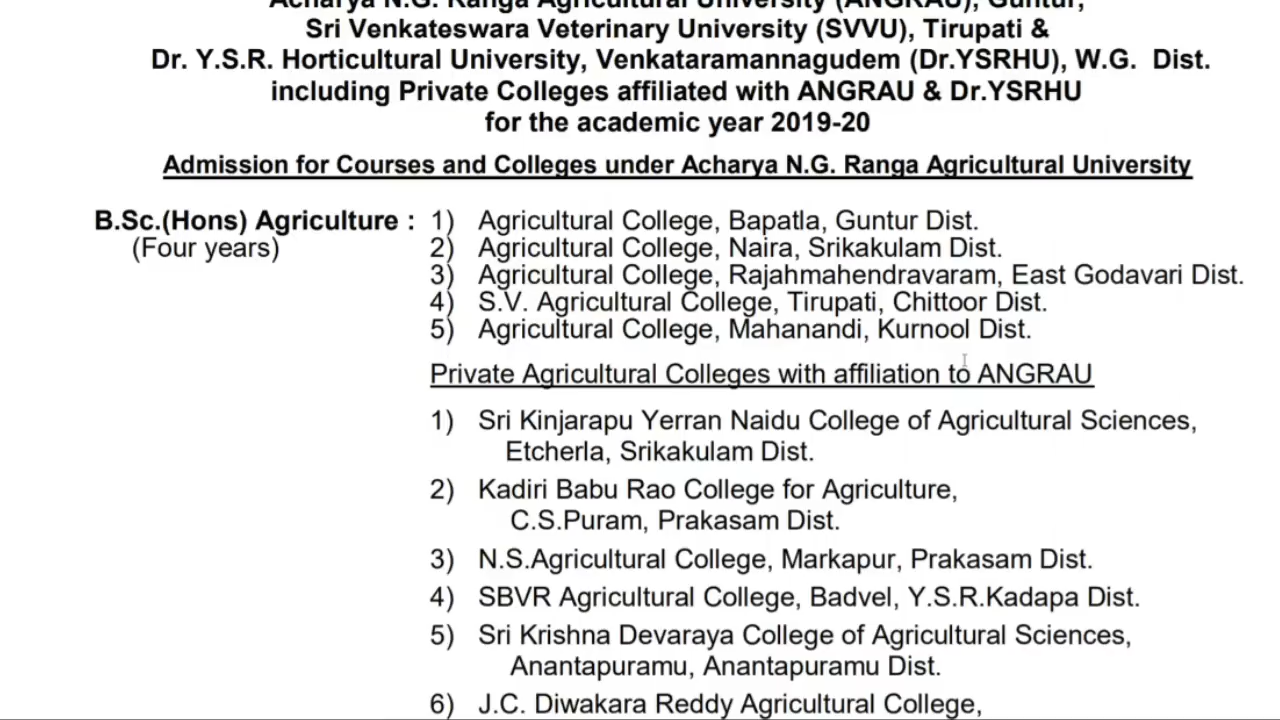 Acharya N.G. Ranga Agricultural University (ANGRAU), Guntur,
Sri Venkateswara Veterinary University (SVVU), Tirupati &
Dr. Y.S.R. Horticultural University, Venkataramannagudem (Dr.YSRHU), W.G. Dist.
including Private Colleges affiliated with ANGRAU & Dr.YSRHU
for the academic year 2019-20
Admission for Courses and Colleges under Acharya N.G. Ranga Agricultural University
B.Sc.(Hons) Agriculture : 1) Agricultural College, Bapatla, Guntur Dist.
(Four years) 2) Agricultural College, Naira, Srikakulam Dist.
3) Agricultural College, Rajahmahendravaram, East Godavari Dist.
4) S.V. Agricultural College, Tirupati, Chittoor Dist.
5) Agricultural College, Mahanandi, Kurnool Dist.
Private Agricultural Colleges with affiliation to ANGRAU
1) Sri Kinjarapu Yerran Naidu College of Agricultural Sciences,
Etcherla, Srikakulam Dist.
2) Kadiri Babu Rao College for Agriculture,
C.S.Puram, Prakasam Dist.
3) N.S.Agricultural College, Markapur, Prakasam Dist.
4) SBVR Agricultural College, Badvel, Y.S.R.Kadapa Dist.
5) Sri Krishna Devaraya College of Agricultural Sciences,
Anantapuramu, Anantapuramu Dist.
6) J.C. Diwakara Reddy Agricultural College,